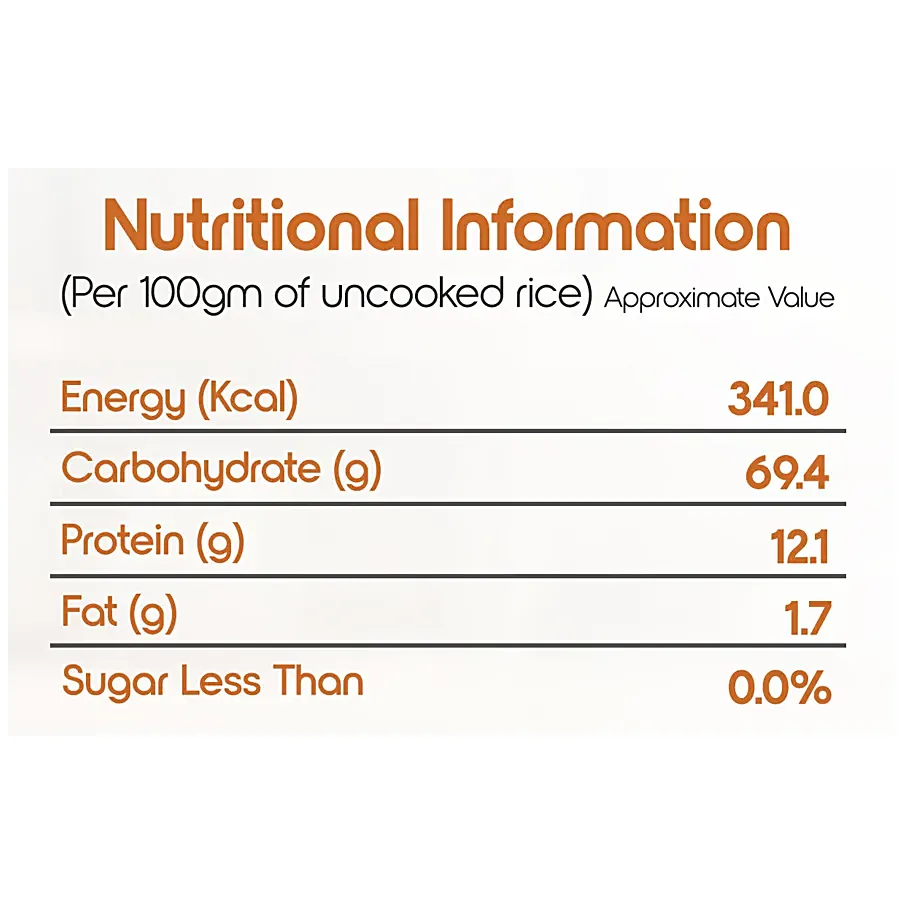 Nutritional Information
(Per 100gm of uncooked rice) Approximate Value
Energy (Kcal) 341.0
Carbohydrate (g) 69.4
Protein (g) 12.1
Fat (g) 1.7
Sugar Less Than 0.0%